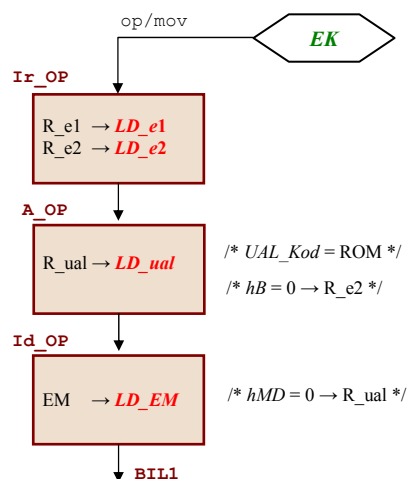 op/mov
EK
Ir_OP
R_e1 → LD_e1
R_e2 → LD_e2
A_OP
R_ual → LD_ual
/* UAL_Kod = ROM */
/* hB = 0 → R_e2 */
Id_OP
EM → LD_EM
/* hMD = 0 → R_ual */
BIL1